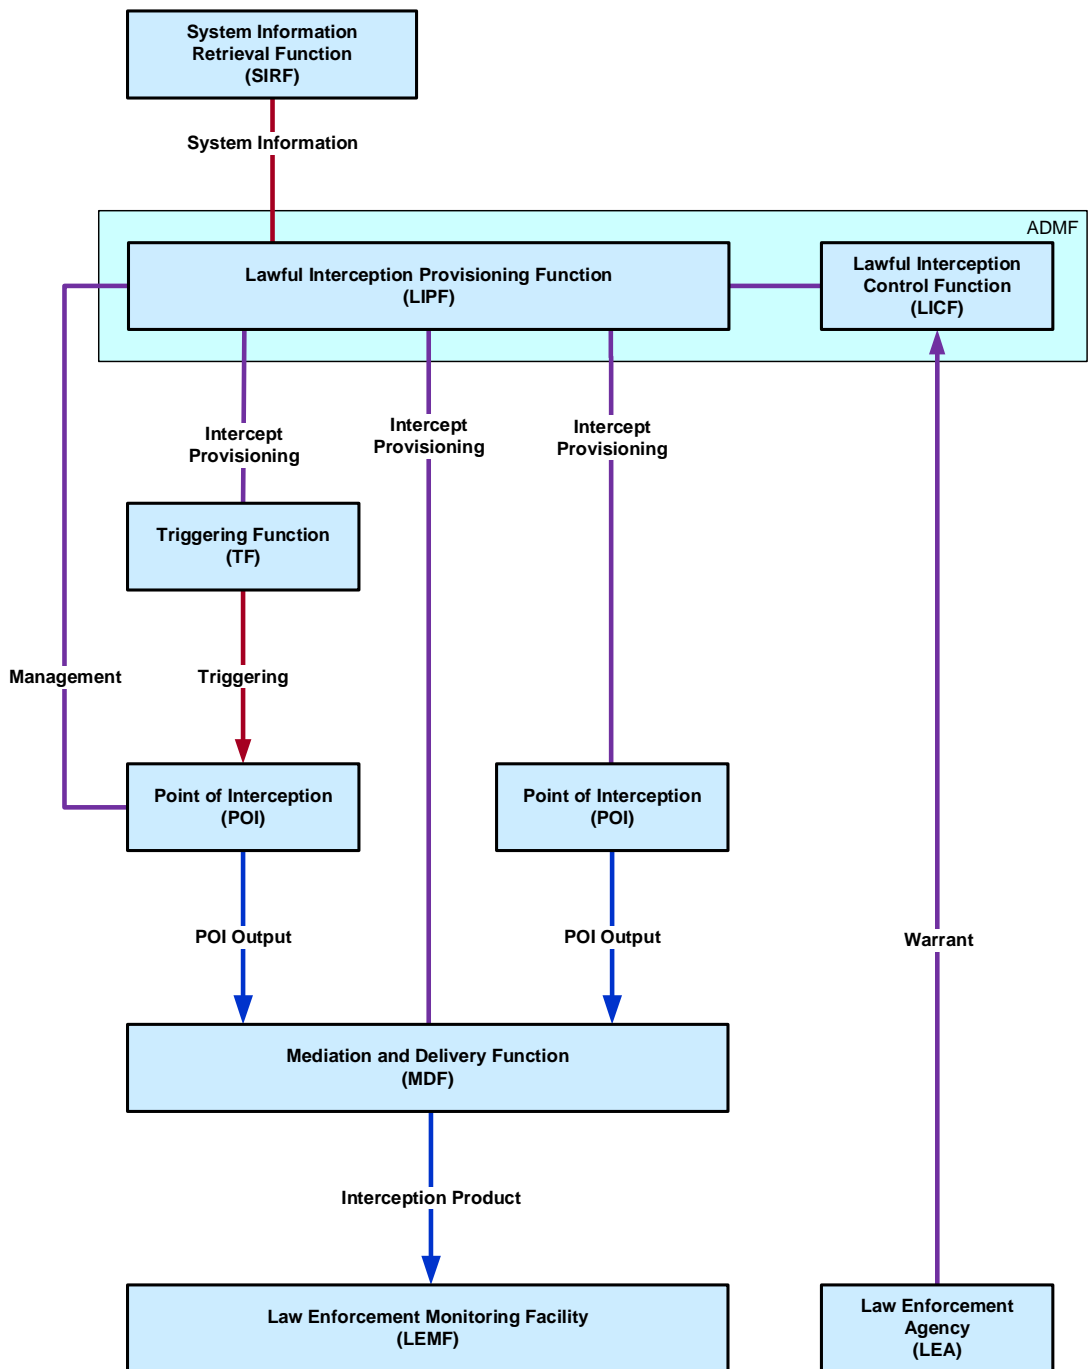 System Information
Retrieval Function
(SIRF)
System Information
ADMF
Lawful Interception Provisioning Function
(LIPF)
Lawful Interception
Control Function
(LICF)
Intercept
Provisioning
Intercept
Provisioning
Intercept
Provisioning
Triggering Function
(TF)
Management
Triggering
Point of Interception
(POI)
Point of Interception
(POI)
POI Output
POI Output
Warrant
Mediation and Delivery Function
(MDF)
Interception Product
Law Enforcement Monitoring Facility
(LEMF)
Law Enforcement
Agency
(LEA)